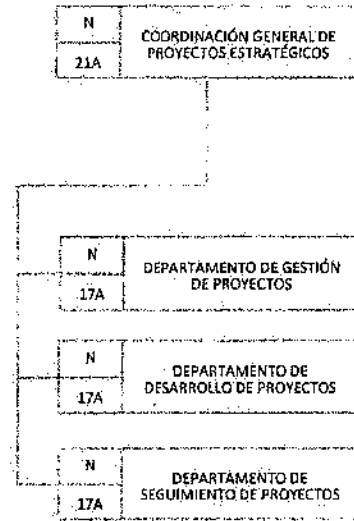 N
21A
COORDINACIÓN GENERAL DE
PROYECTOS ESTRATÉGICOS
N
17A
DEPARTAMENTO DE GESTIÓN
DE PROYECTOS
N
17A
DEPARTAMENTO DE
DESARROLLO DE PROYECTOS
N
17A
DEPARTAMENTO DE
SEGUIMIENTO DE PROYECTOS